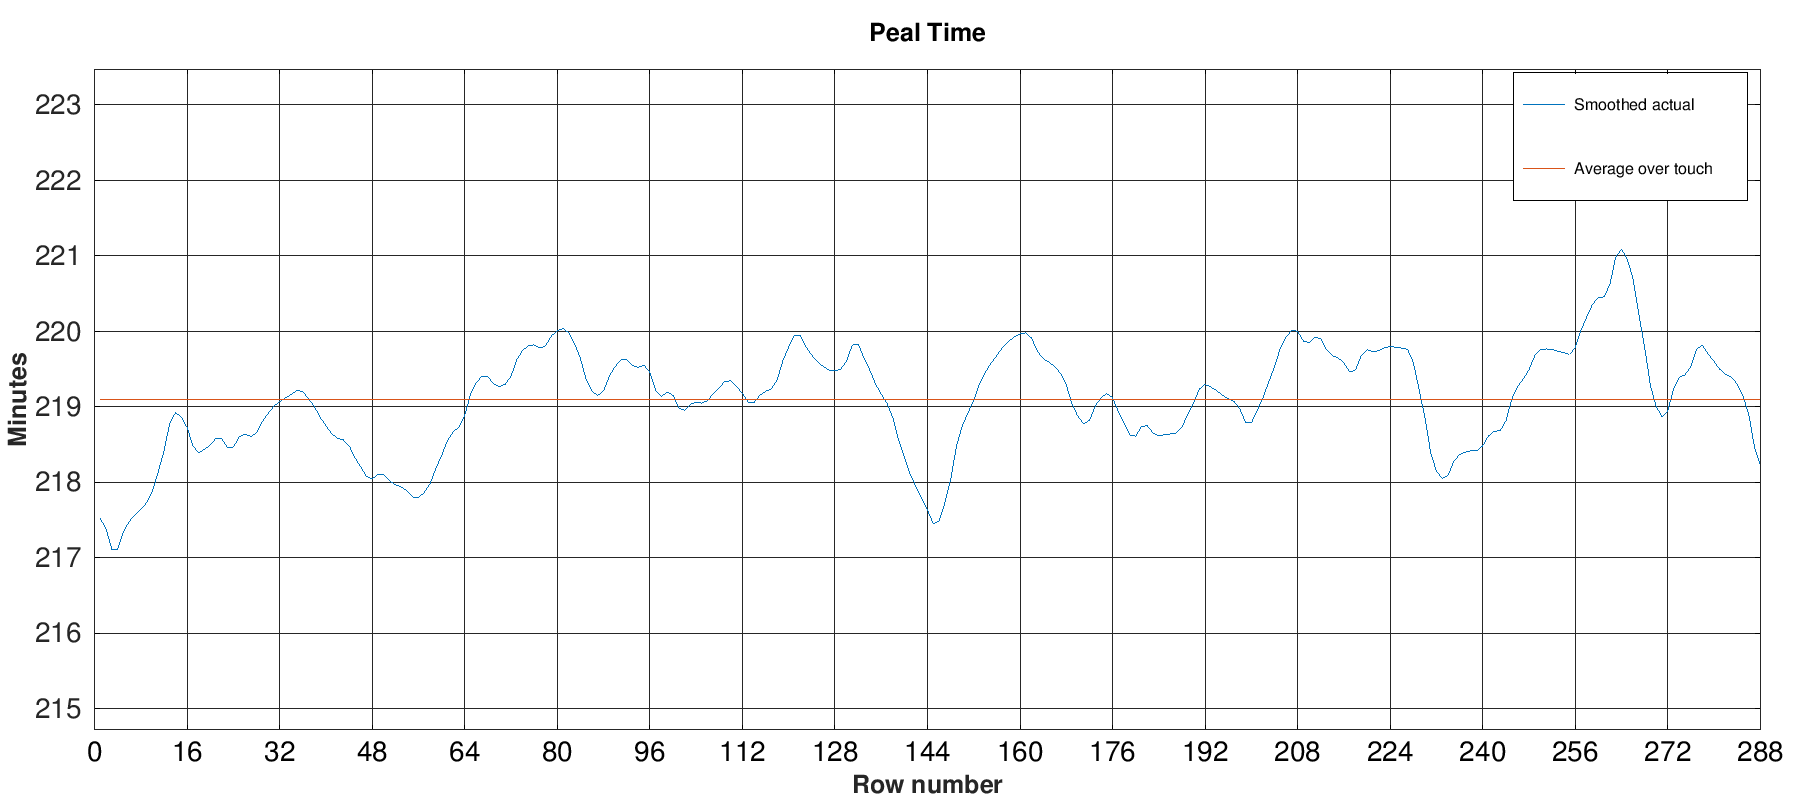 Peal Time
Smoothed actual
Average over touch
Minutes
223
222
221
220
219
218
217
216
215
0 16 32 48 64 80 96 112 128 144 160 176 192 208 224 240 256 272 288
Row number